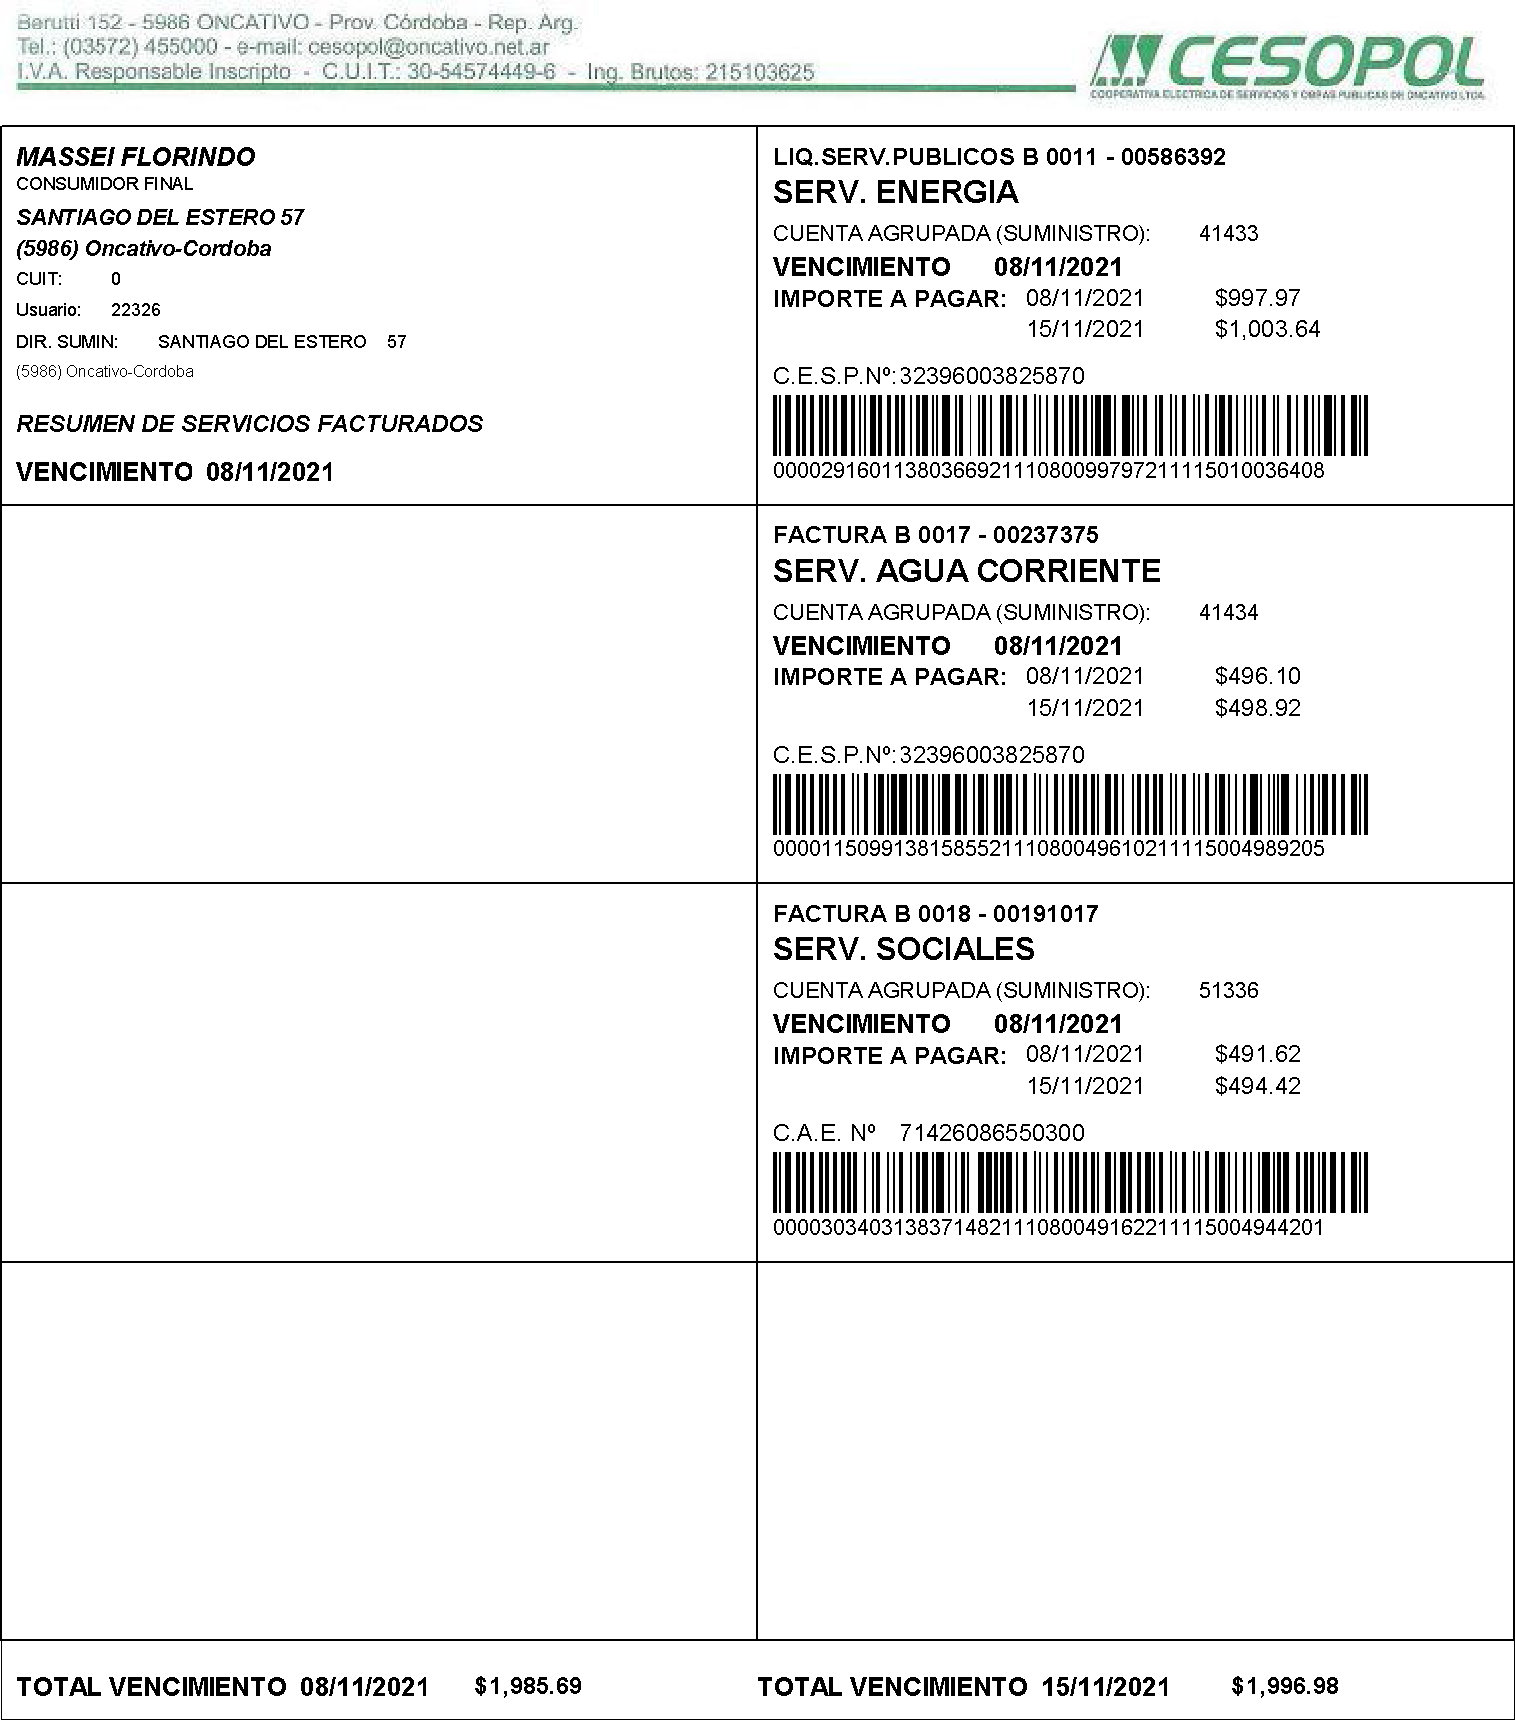 Berutti 152 - 5986 ONCATIVO - Prov. Córdoba - Rep. Arg.
Tel.: (03572) 455000 - e-mail: cesopol@oncativo.net.ar
I.V.A. Responsable Inscripto - C.U.I.T.: 30-54574449-6 - Ing. Brutos: 215103625
CESOPOL
COOPERATIVA ELECTRICA DE SERVICIOS Y OBRAS PUBLICAS DE ONCATIVO LTDA.
MASSEI FLORINDO
CONSUMIDOR FINAL
SANTIAGO DEL ESTERO 57
(5986) Oncativo-Cordoba
CUIT: 0
Usuario: 22326
DIR. SUMIN: SANTIAGO DEL ESTERO 57
(5986) Oncativo-Cordoba
RESUMEN DE SERVICIOS FACTURADOS
VENCIMIENTO 08/11/2021
LIQ.SERV.PUBLICOS B 0011 - 00586392
SERV. ENERGIA
CUENTA AGRUPADA (SUMINISTRO): 41433
VENCIMIENTO 08/11/2021
IMPORTE A PAGAR: 08/11/2021 $997.97
15/11/2021 $1,003.64
C.E.S.P.Nº: 32396003825870
0000291601138036692111080099797211115010036408
FACTURA B 0017 - 00237375
SERV. AGUA CORRIENTE
CUENTA AGRUPADA (SUMINISTRO): 41434
VENCIMIENTO 08/11/2021
IMPORTE A PAGAR: 08/11/2021 $496.10
15/11/2021 $498.92
C.E.S.P.Nº: 32396003825870
0000115099138158552111080049610211115004989205
FACTURA B 0018 - 00191017
SERV. SOCIALES
CUENTA AGRUPADA (SUMINISTRO): 51336
VENCIMIENTO 08/11/2021
IMPORTE A PAGAR: 08/11/2021 $491.62
15/11/2021 $494.42
C.A.E. Nº 71426086550300
0000303403138371482111080049162211115004944201
TOTAL VENCIMIENTO 08/11/2021 $1,985.69
TOTAL VENCIMIENTO 15/11/2021 $1,996.98